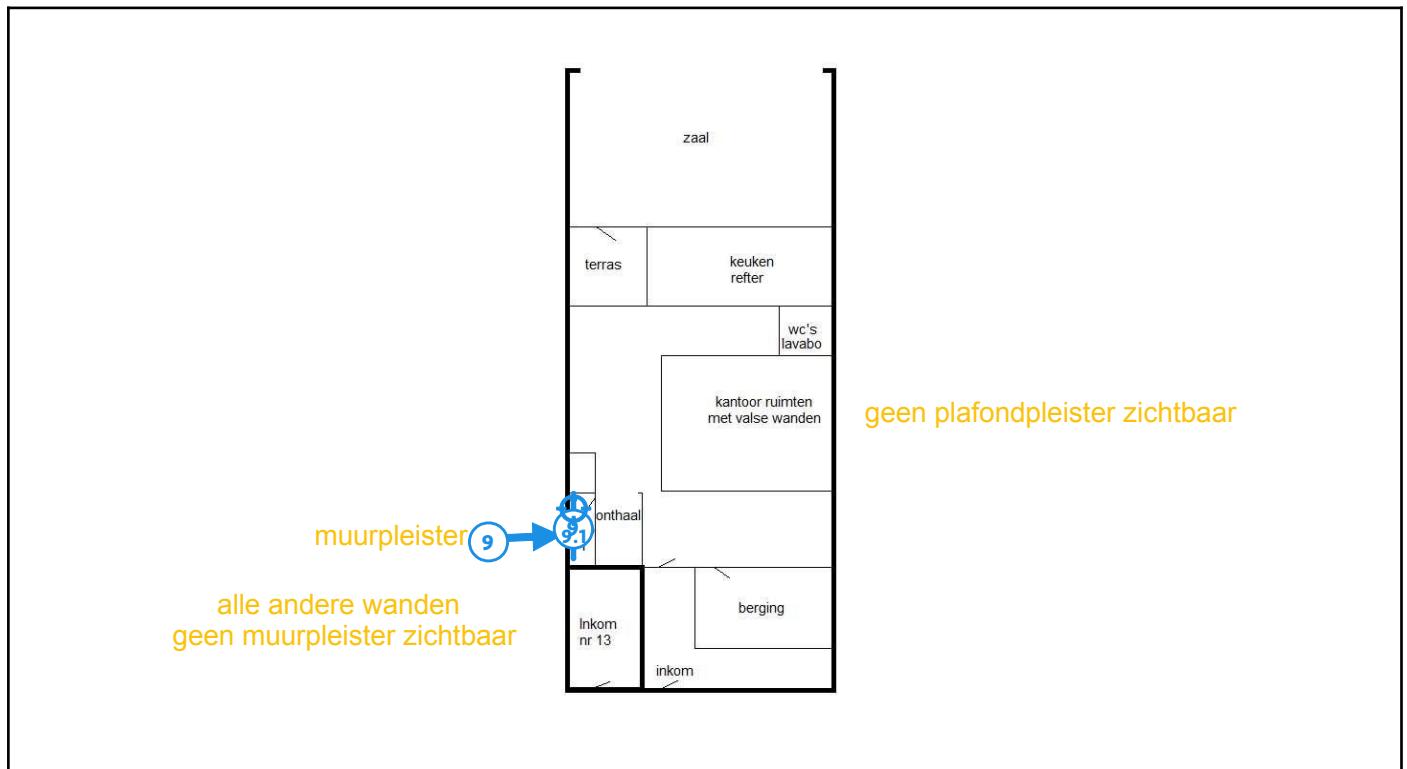 zaal
terras
keuken
refter
wc's
lavabo
kantoor ruimten
met valse wanden
geen plafondpleister zichtbaar
onthaal
muurpleister
9
9
9.1
alle andere wanden
geen muurpleister zichtbaar
Inkom
nr 13
berging
inkom